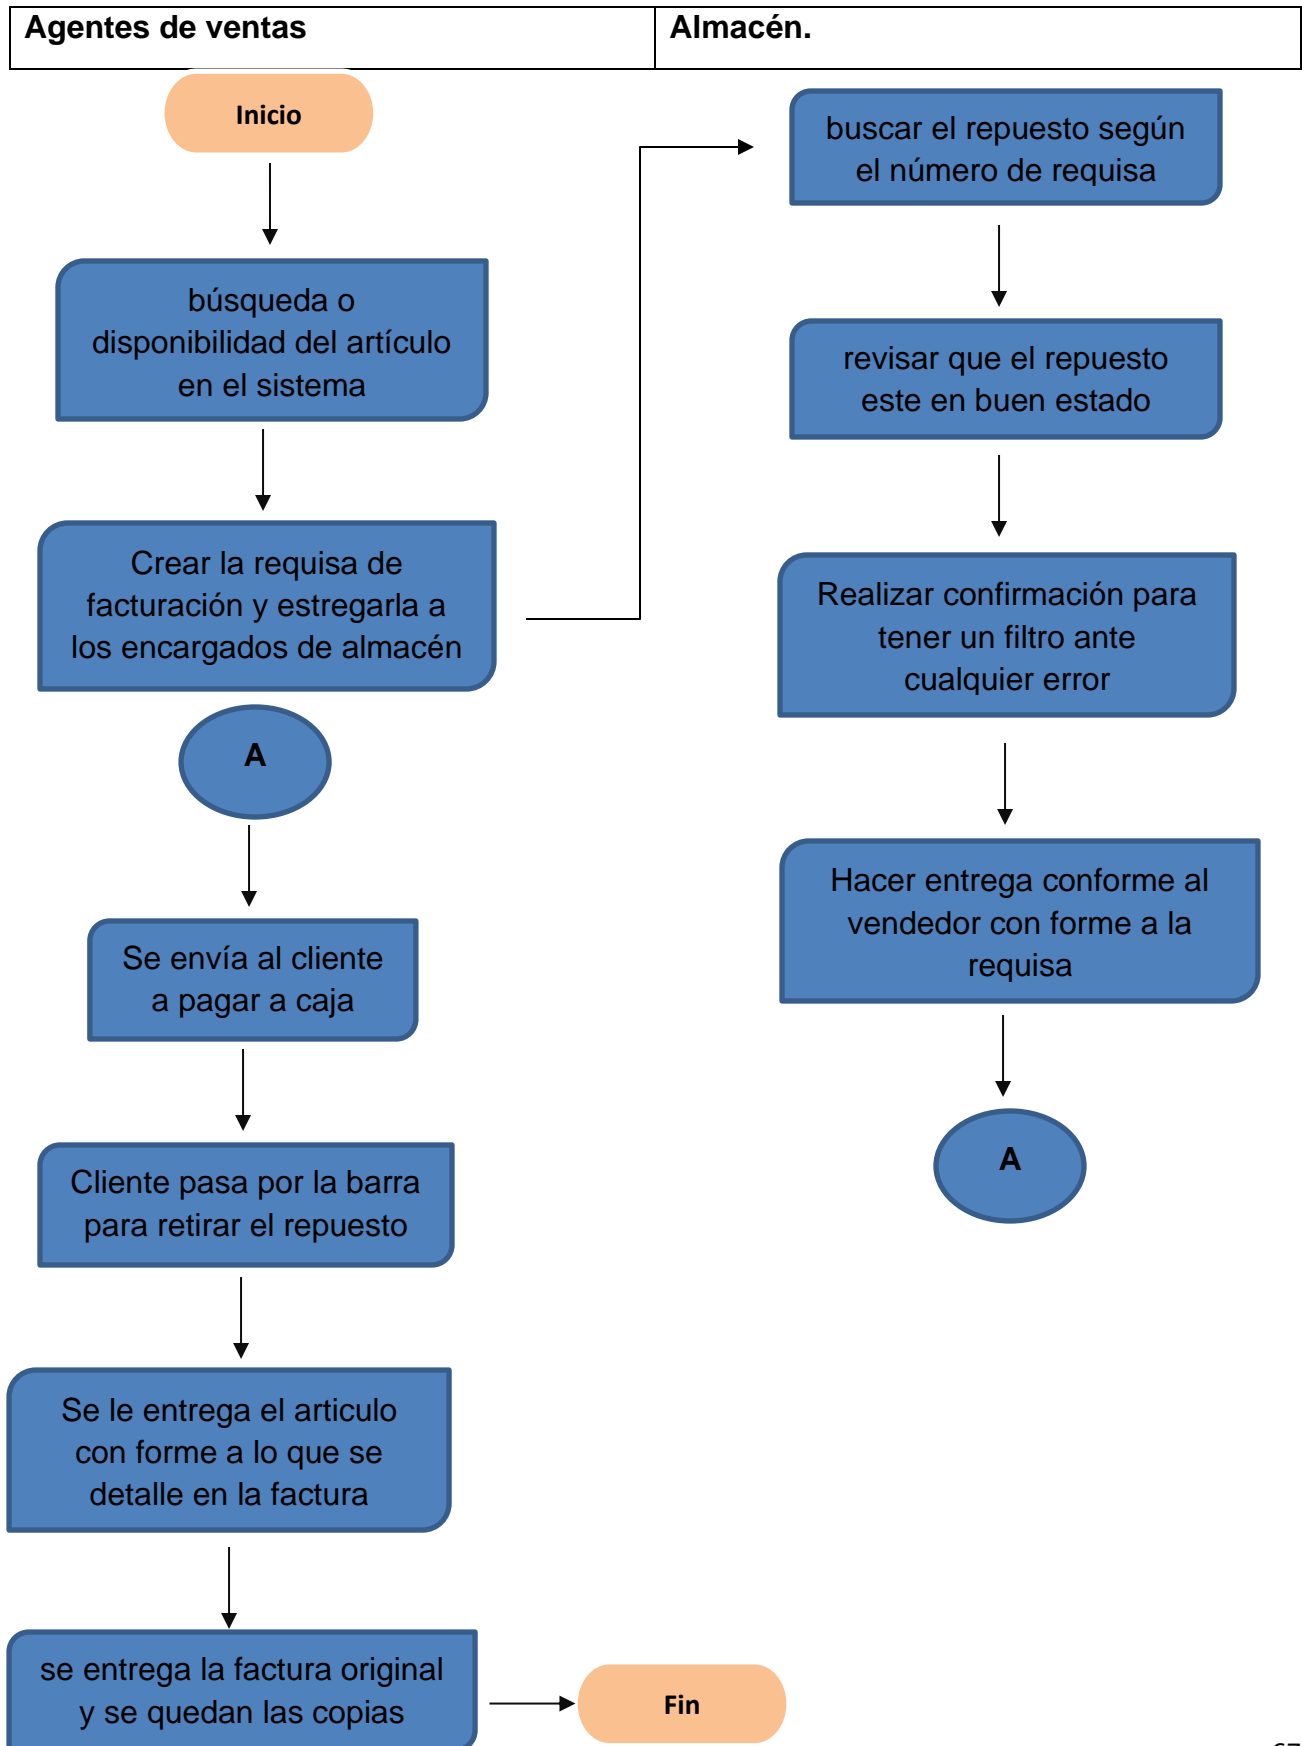 Agentes de ventas
Almacén.
Inicio
búsqueda o
disponibilidad del artículo
en el sistema
Crear la requisa de
facturación y estregarla a
los encargados de almacén
buscar el repuesto según
el número de requisa
revisar que el repuesto
este en buen estado
Realizar confirmación para
tener un filtro ante
cualquier error
Hacer entrega conforme al
vendedor con forme a la
requisa
A
A
Se envía al cliente
a pagar a caja
Cliente pasa por la barra
para retirar el repuesto
Se le entrega el articulo
con forme a lo que se
detalle en la factura
se entrega la factura original
y se quedan las copias
Fin